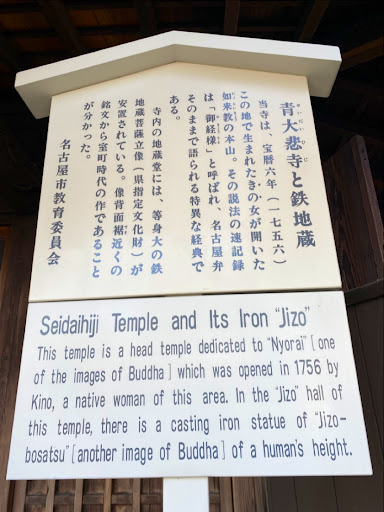 せいだいひじ
青大悲寺と鉄地蔵
当寺は、宝暦六年(一七五六)
この地で生まれたきの女が開いた
如来教の本山。その説法の速記録
は「御経様」と呼ばれ、名古屋弁
そのままで語られる特異な経典で
ある。
寺内の地蔵堂には、等身大の鉄
地蔵菩薩立像(県指定文化財)が
安置されている。像背面裾近くの
銘文から室町時代の作であること
が分かった。
名古屋市教育委員会
Seidaihiji Temple and Its Iron "Jizo"
This temple is a head temple dedicated to "Nyorai" [one
of the images of Buddha] which was opened in 1756 by
Kino, a native woman of this area. In the "Jizo" hall of
this temple, there is a casting iron statue of "Jizo-
bosatsu" [another image of Buddha] of a human's height.